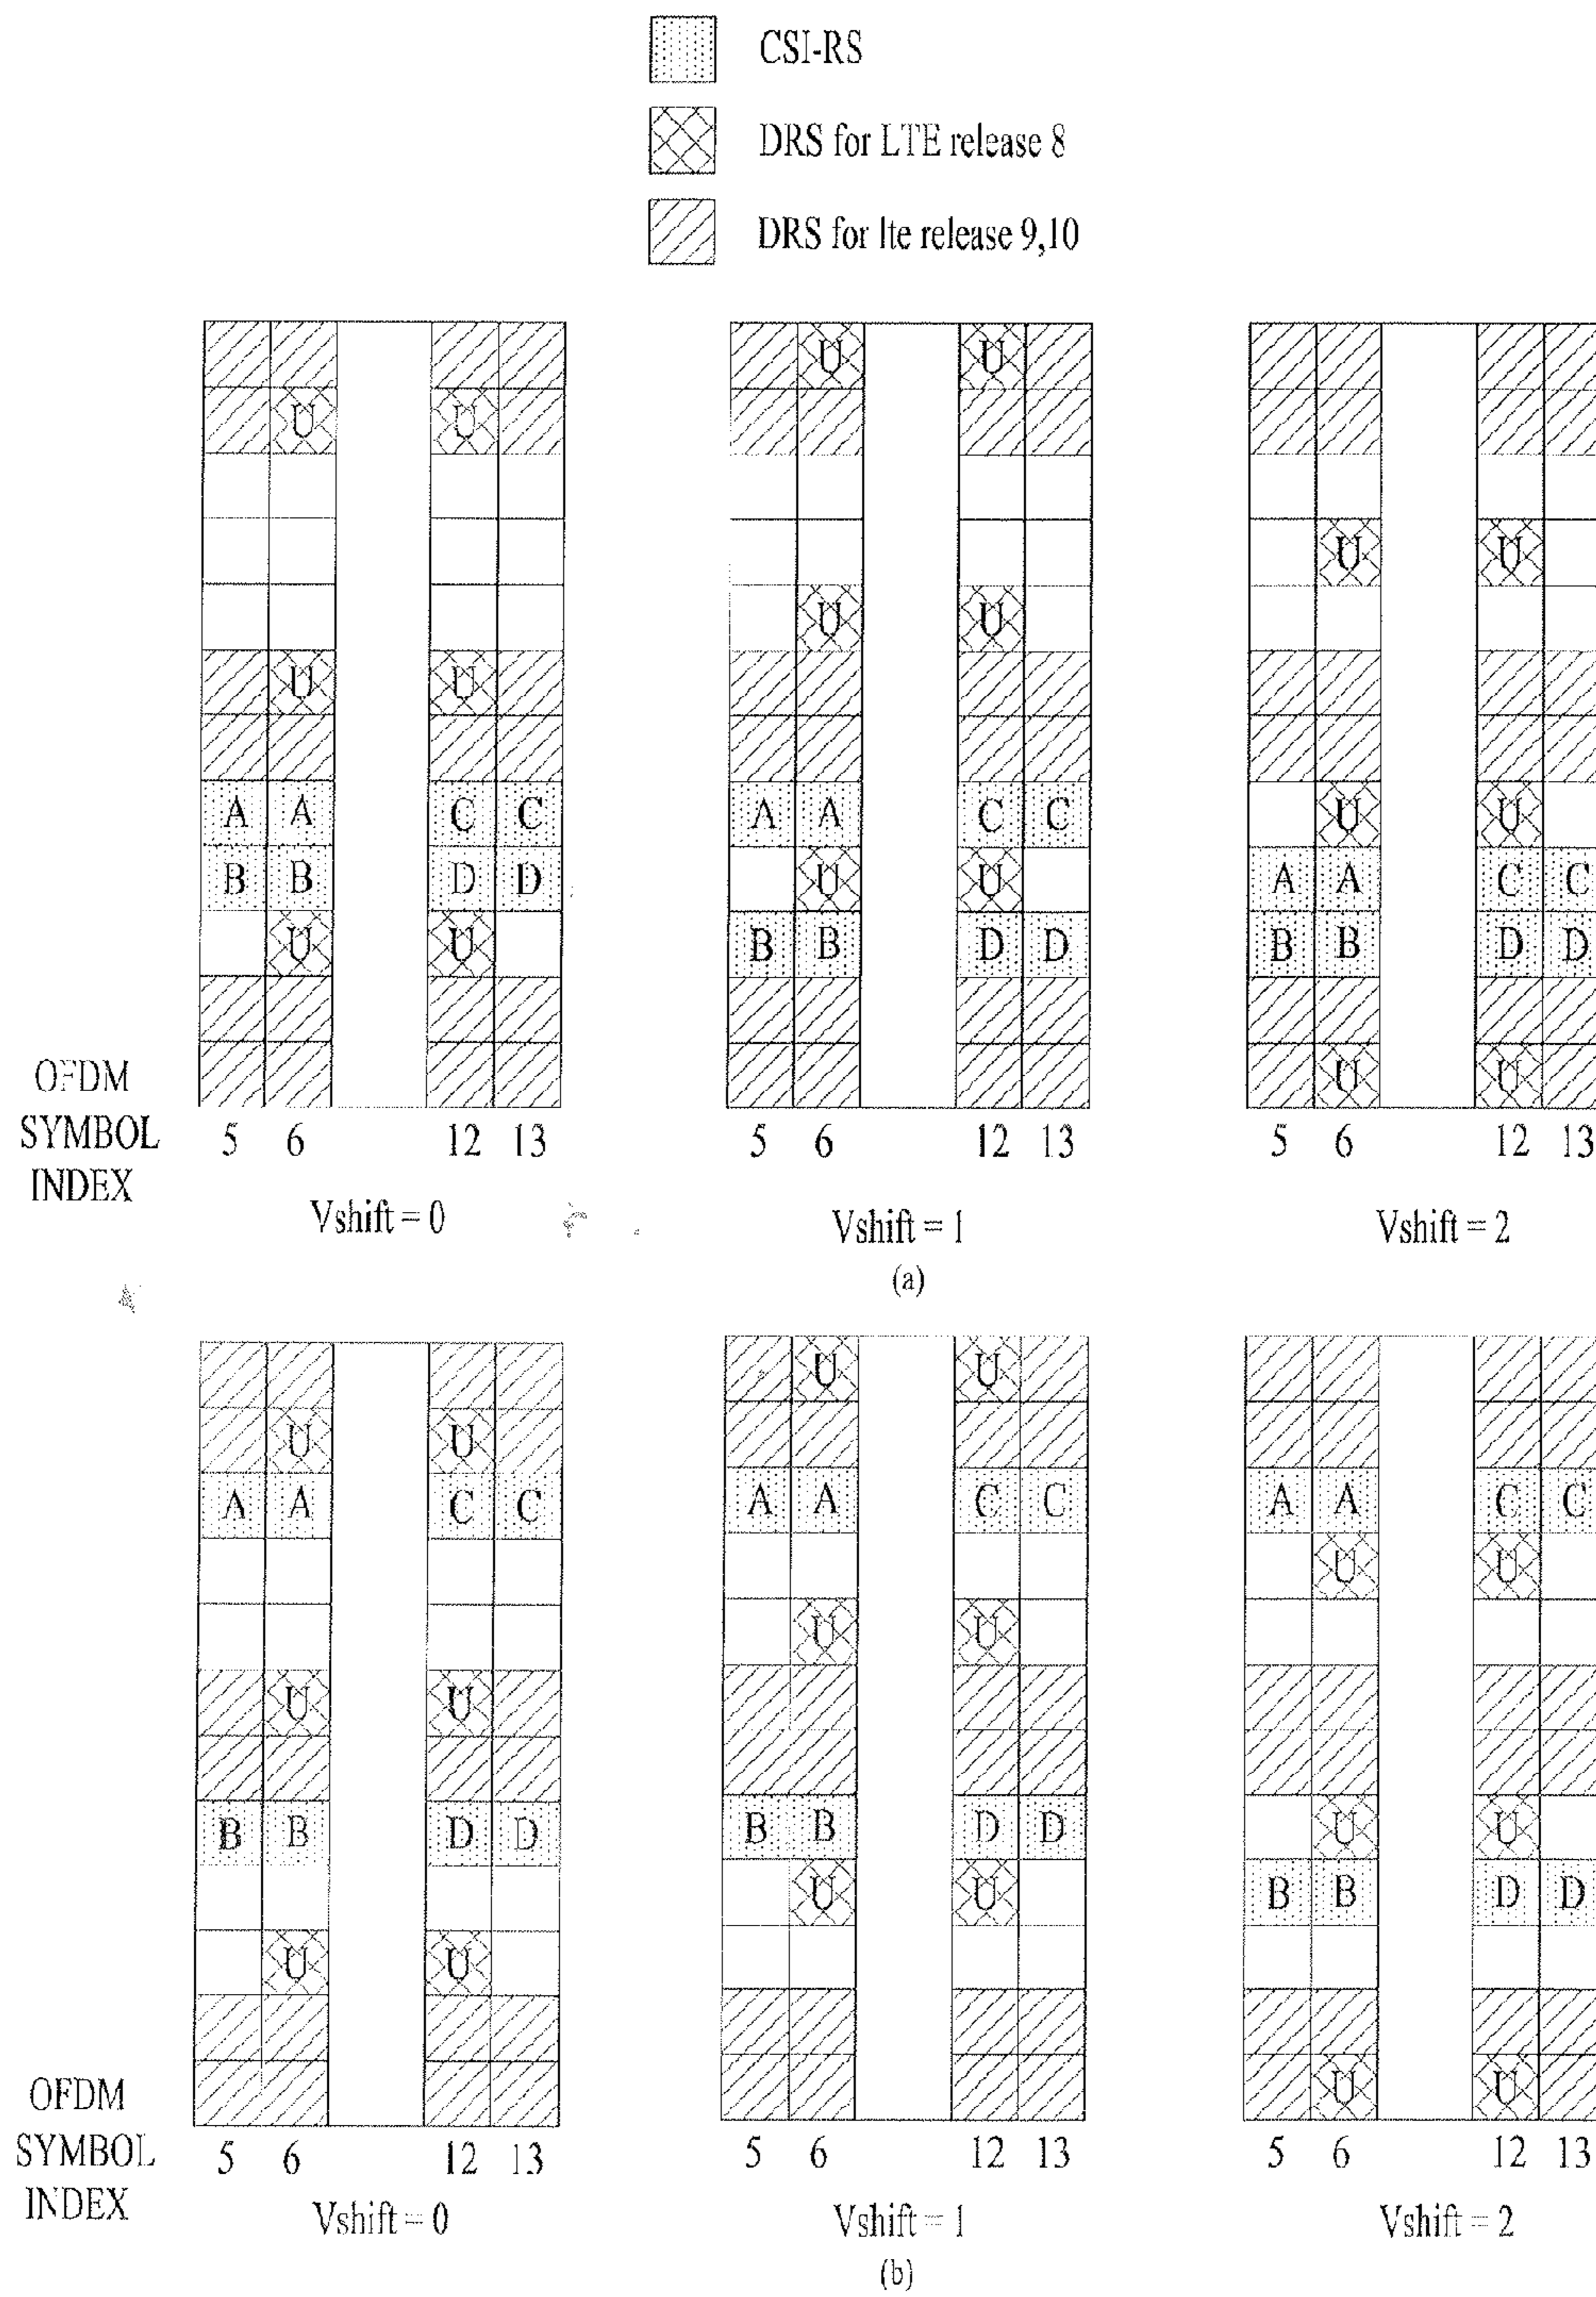 CSI-RS
DRS for LTE release 8
DRS for lte release 9,10
U U
U U
U U
A A C C
B B D D
U U
U U
U U
A A C C
U U
B B D D
U U
U U
A A C C
B B D D
U U
OFDM
SYMBOL
INDEX
5 6 12 13
5 6 12 13
5 6 12 13
Vshift = 0
Vshift = 1
Vshift = 2
(a)
U U
A A C C
U U
B B D D
U U
U U
A A C C
U U
B B D D
U U
A A C C
U U
U U
B B D D
U U
OFDM
SYMBOL
INDEX
5 6 12 13
5 6 12 13
5 6 12 13
Vshift = 0
Vshift = 1
Vshift = 2
(b)